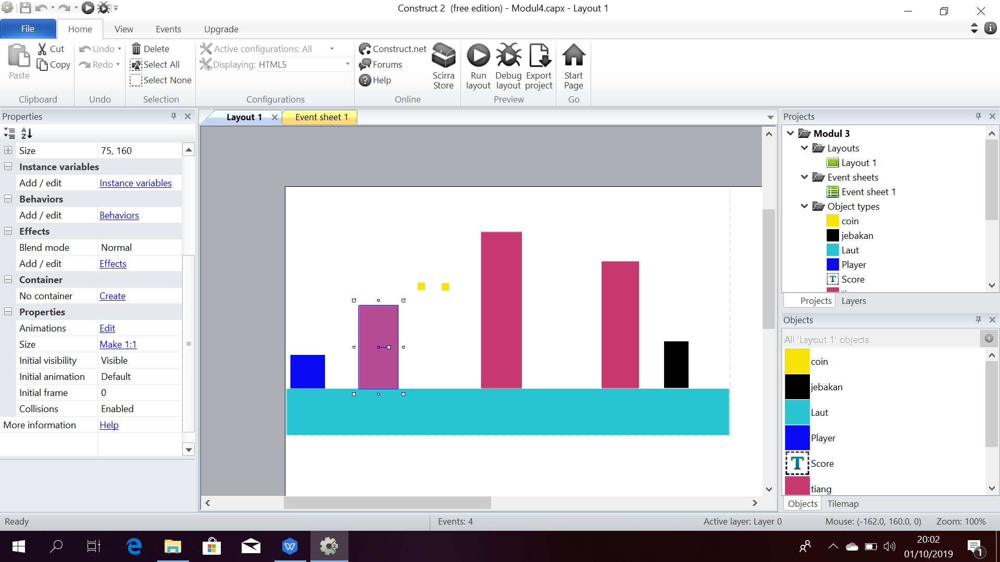 Construct 2 (free edition) - Modul4.capx - Layout 1
File Home View Events Upgrade
Paste Cut Copy
Clipboard
Undo
Redo
Undo
Delete
Select All
Select None
Selection
Active configurations: All
Displaying: HTML5
Configurations
Construct.net
Forums
Help
Scirra Store
Online
Run layout
Debug layout
Export project
Preview
Start Page
Go
Properties
Size 75, 160
Instance variables
Add / edit Instance variables
Behaviors
Add / edit Behaviors
Effects
Blend mode Normal
Add / edit Effects
Container
No container Create
Properties
Animations Edit
Size Make 1:1
Initial visibility Visible
Initial animation Default
Initial frame 0
Collisions Enabled
More information Help
Layout 1 Event sheet 1
Projects
Modul 3
Layouts
Layout 1
Event sheets
Event sheet 1
Object types
coin
jebakan
Laut
Player
T Score
Projects Layers
Objects
All 'Layout 1' objects
coin
jebakan
Laut
Player
T Score
tiang
Objects Tilemap
Ready Events: 4 Active layer: Layer 0 Mouse: (-162.0, 160.0, 0) Zoom: 100%
20:02
01/10/2019
1